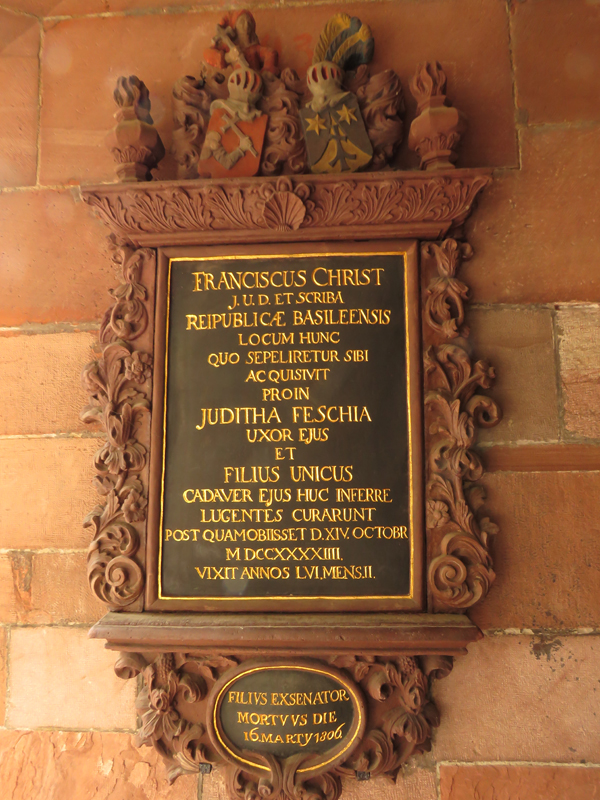 FRANCISCUS CHRIST
J. U. D. ET SCRIBA
REIPUBLICÆ BASILEENSIS
LOCUM HUNC
QUO SEPELIRETUR SIBI
ACQUISIVIT
PROIN
JUDITHA FESCHIA
UXOR EJUS
ET
FILIUS UNICUS
CADAVER EJUS HUC INFERRE
LUGENTES CURARUNT
POST QUAM OBIISSET D. XIV. OCTOBR
M DCCXXXXIIII.
VIXIT ANNOS LVI, MENS. II.
FILIVS EXSENATOR
MORTVVS DIE
16. MARTY 1806